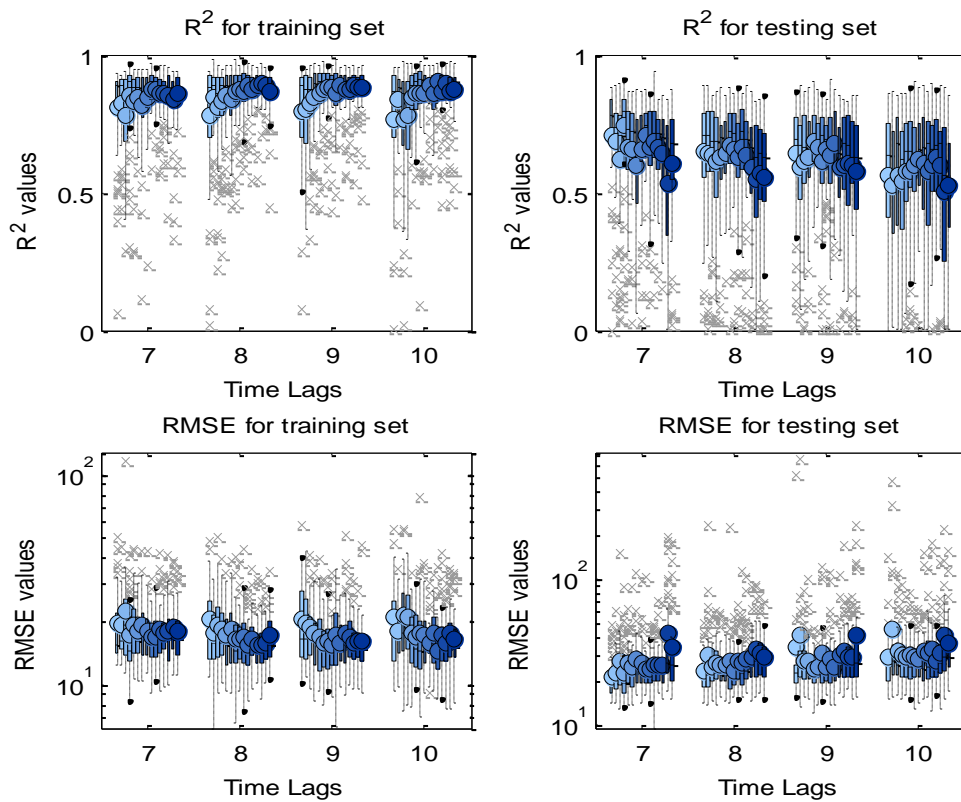 R² for training set
1
0.5
0
R² values
7 8 9 10
Time Lags
R² for testing set
1
0.5
0
R² values
7 8 9 10
Time Lags
RMSE for training set
10²
10¹
RMSE values
7 8 9 10
Time Lags
RMSE for testing set
10²
10¹
RMSE values
7 8 9 10
Time Lags